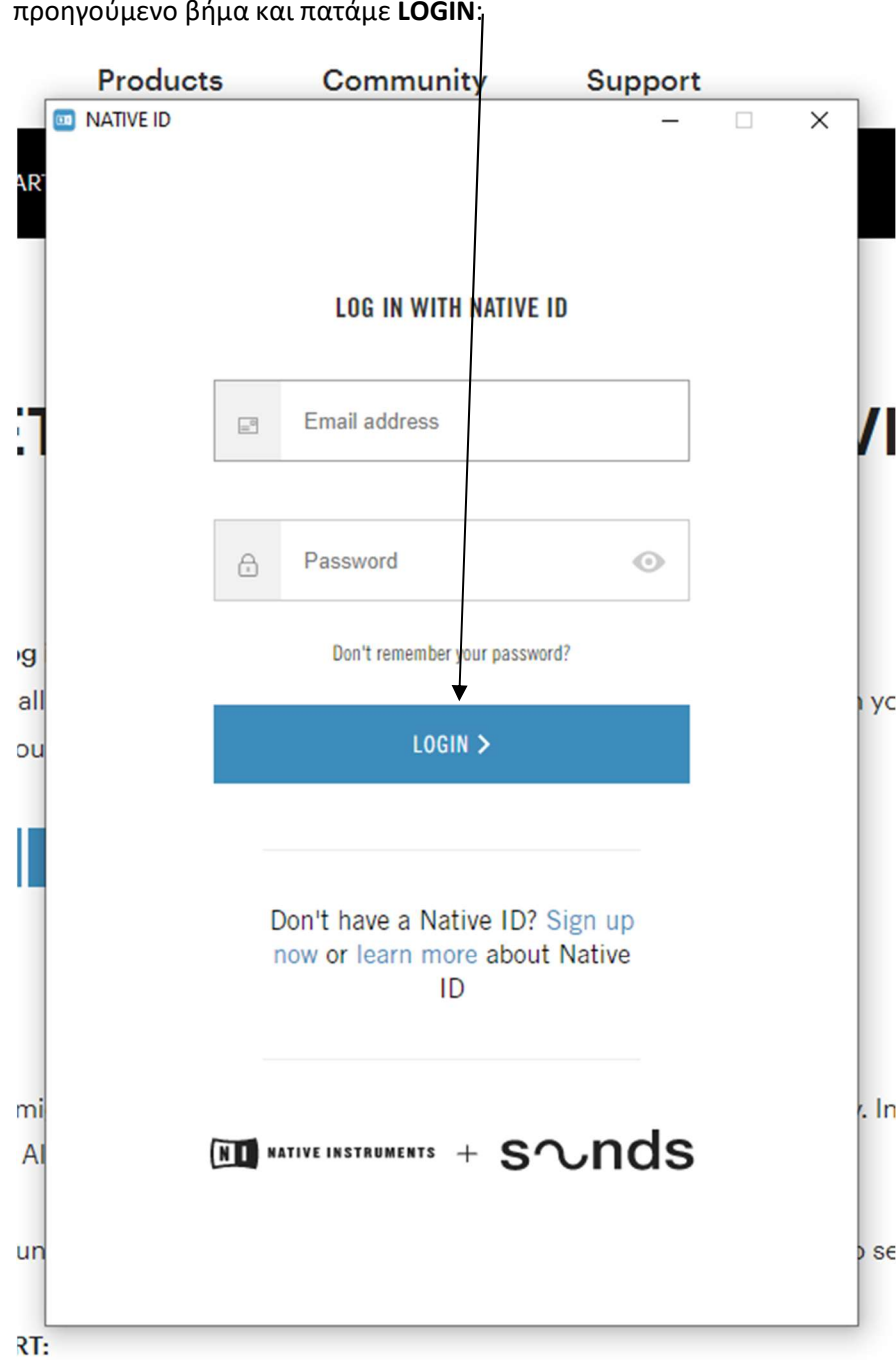 προηγούμενο βήμα και πατάμε LOGIN:
Products Community Support
NATIVE ID
LOG IN WITH NATIVE ID
Email address
Password
Don't remember your password?
all
LOGIN >
Don't have a Native ID? Sign up
now or learn more about Native
ID
NI NATIVE INSTRUMENTS + sounds
RT: